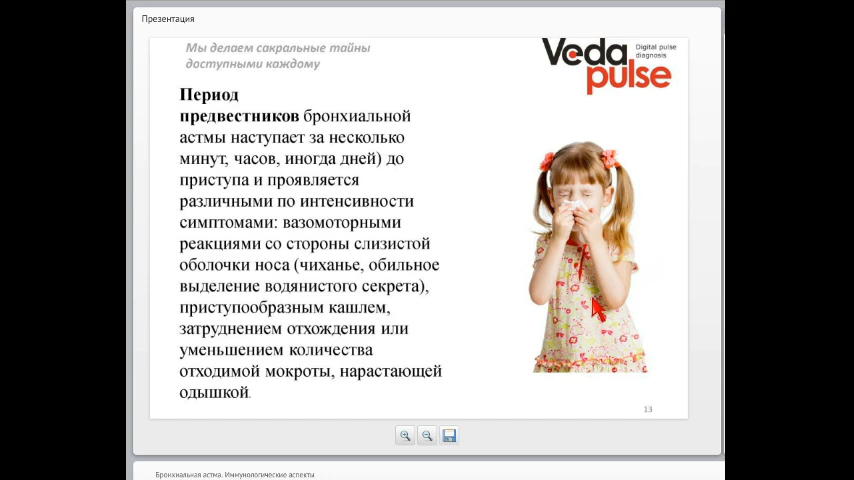 Презентация
Мы делаем сакральные тайны
доступными каждому
Veda
pulse
Digital pulse
diagnosis
Период
предвестников бронхиальной
астмы наступает за несколько
минут, часов, иногда дней) до
приступа и проявляется
различными по интенсивности
симптомами: вазомоторными
реакциями со стороны слизистой
оболочки носа (чиханье, обильное
выделение водянистого секрета),
приступообразным кашлем,
затруднением отхождения или
уменьшением количества
отходимой мокроты, нарастающей
одышкой.
13
Бронхиальная астма. Иммунологические аспекты